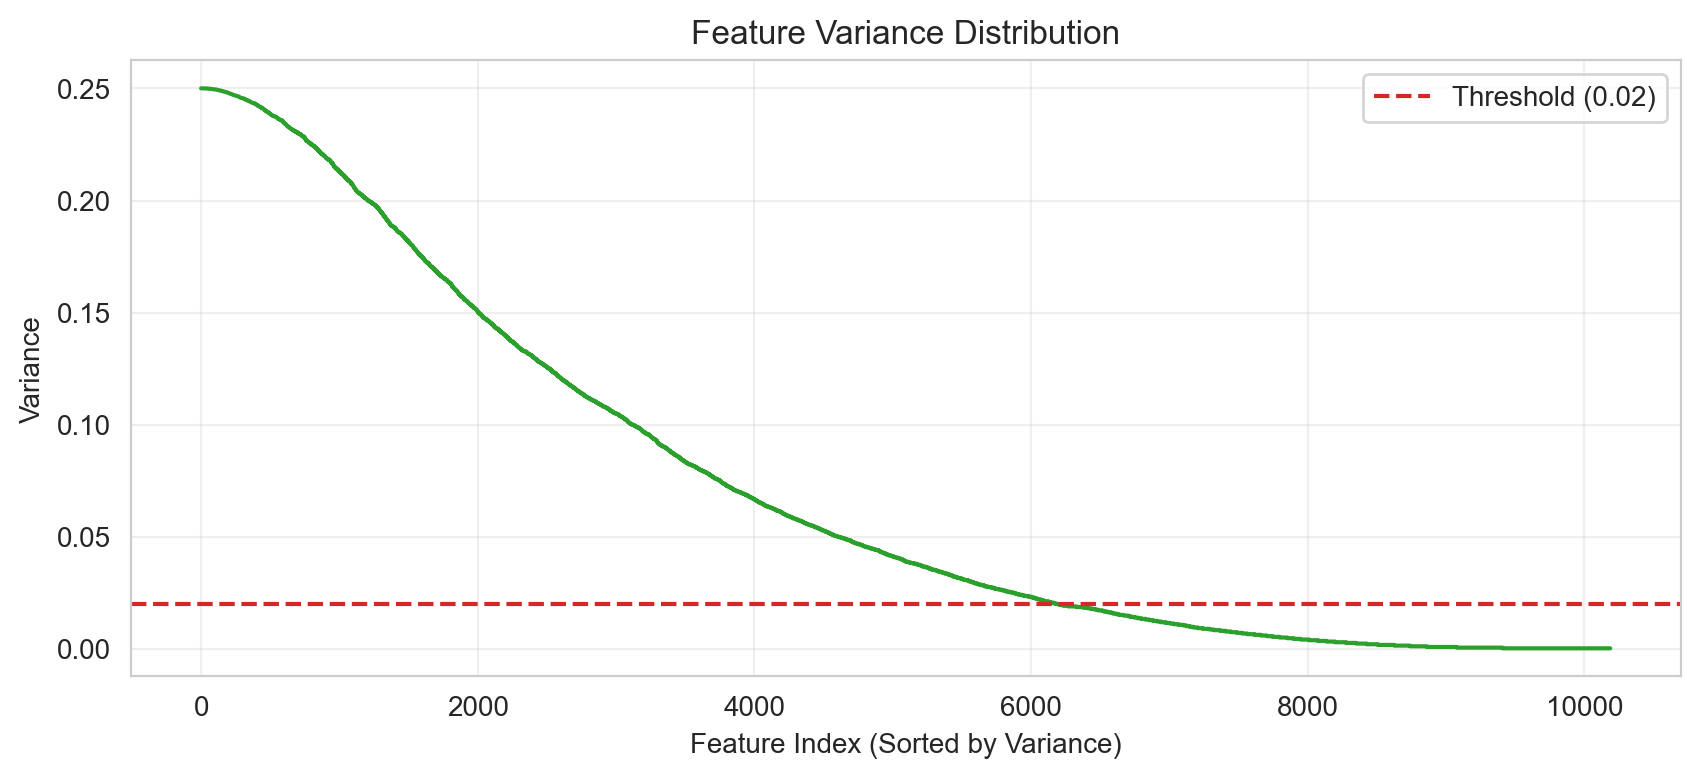 Feature Variance Distribution
Threshold (0.02)
0.25
0.20
0.15
0.10
0.05
0.00
Variance
0 2000 4000 6000 8000 10000
Feature Index (Sorted by Variance)